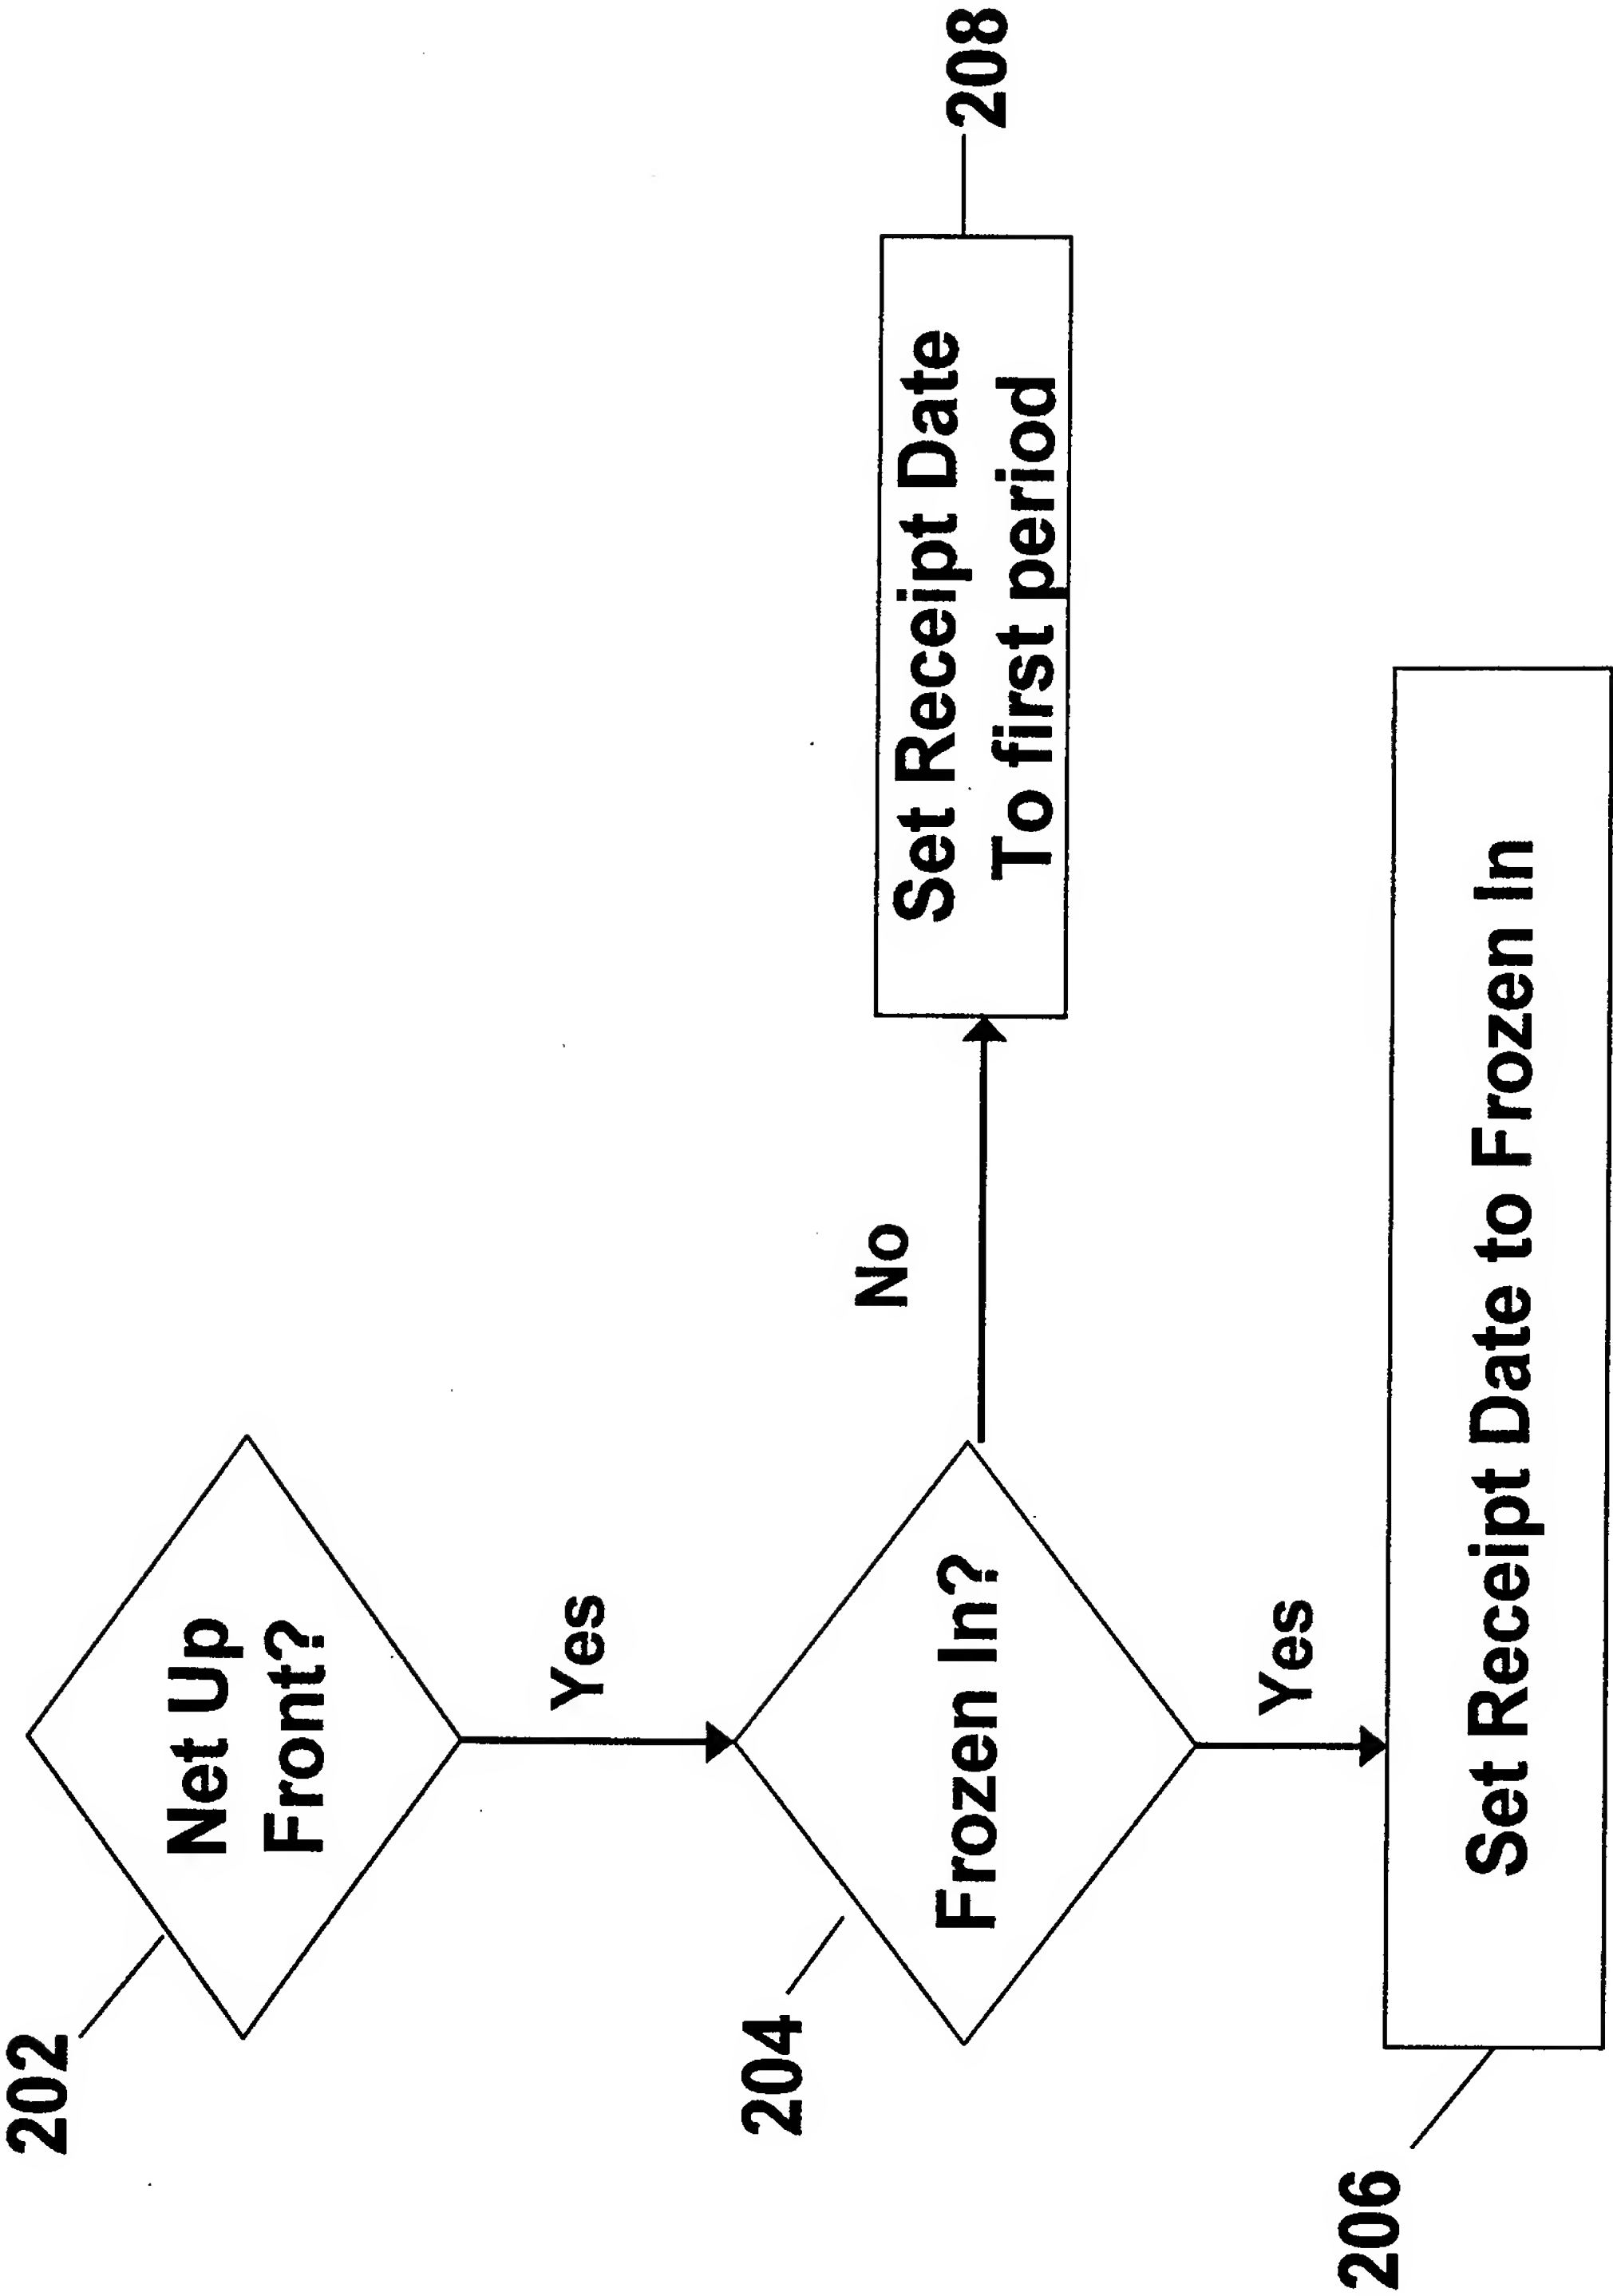 202
Net Up
Front?
Yes
204
Frozen In?
No
Set Receipt Date
To first period
208
Yes
206
Set Receipt Date to Frozen In